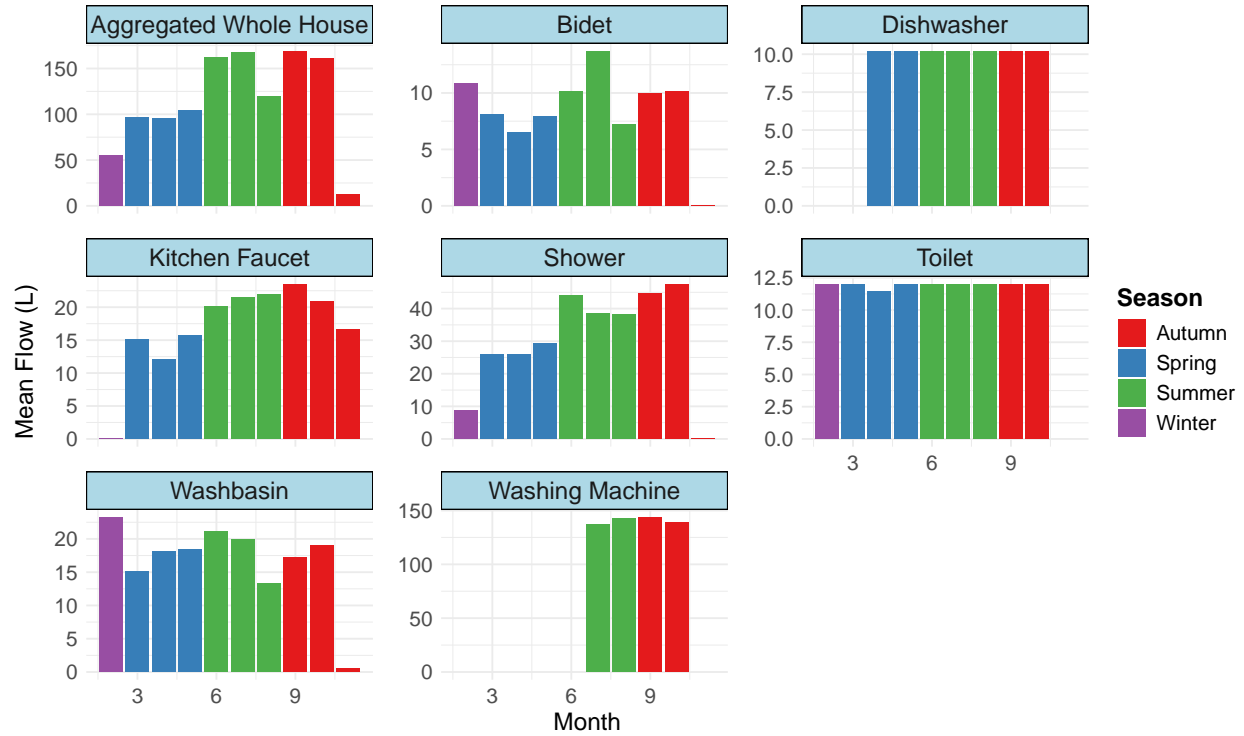 Aggregated Whole House
Bidet
Dishwasher
150
100
50
0
10
5
0
10.0
7.5
5.0
2.5
0.0
Kitchen Faucet
Shower
Toilet
20
15
10
5
0
40
30
20
10
0
12.5
10.0
7.5
5.0
2.5
0.0
3 6 9
Washbasin
Washing Machine
20
15
10
5
0
3 6 9
150
100
50
0
3 6 9
Mean Flow (L)
Month
Season
Autumn
Spring
Summer
Winter